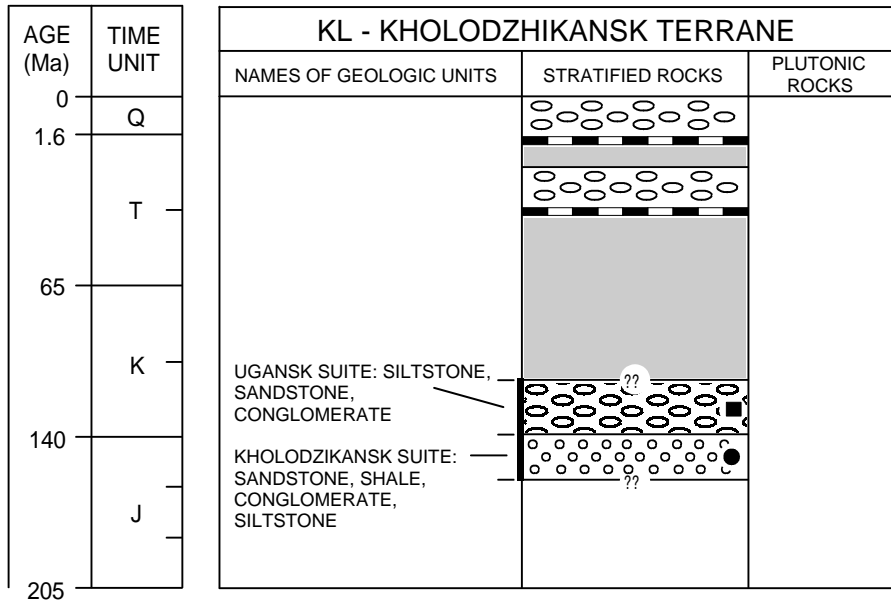 AGE
(Ma)
TIME
UNIT
KL - KHOLODZHIKANSK TERRANE
NAMES OF GEOLOGIC UNITS
STRATIFIED ROCKS
PLUTONIC
ROCKS
0
Q
1.6
T
65
K
UGANSK SUITE: SILTSTONE,
SANDSTONE,
CONGLOMERATE
??
140
KHOLODZIKANSK SUITE:
SANDSTONE, SHALE,
CONGLOMERATE,
SILTSTONE
??
J
205